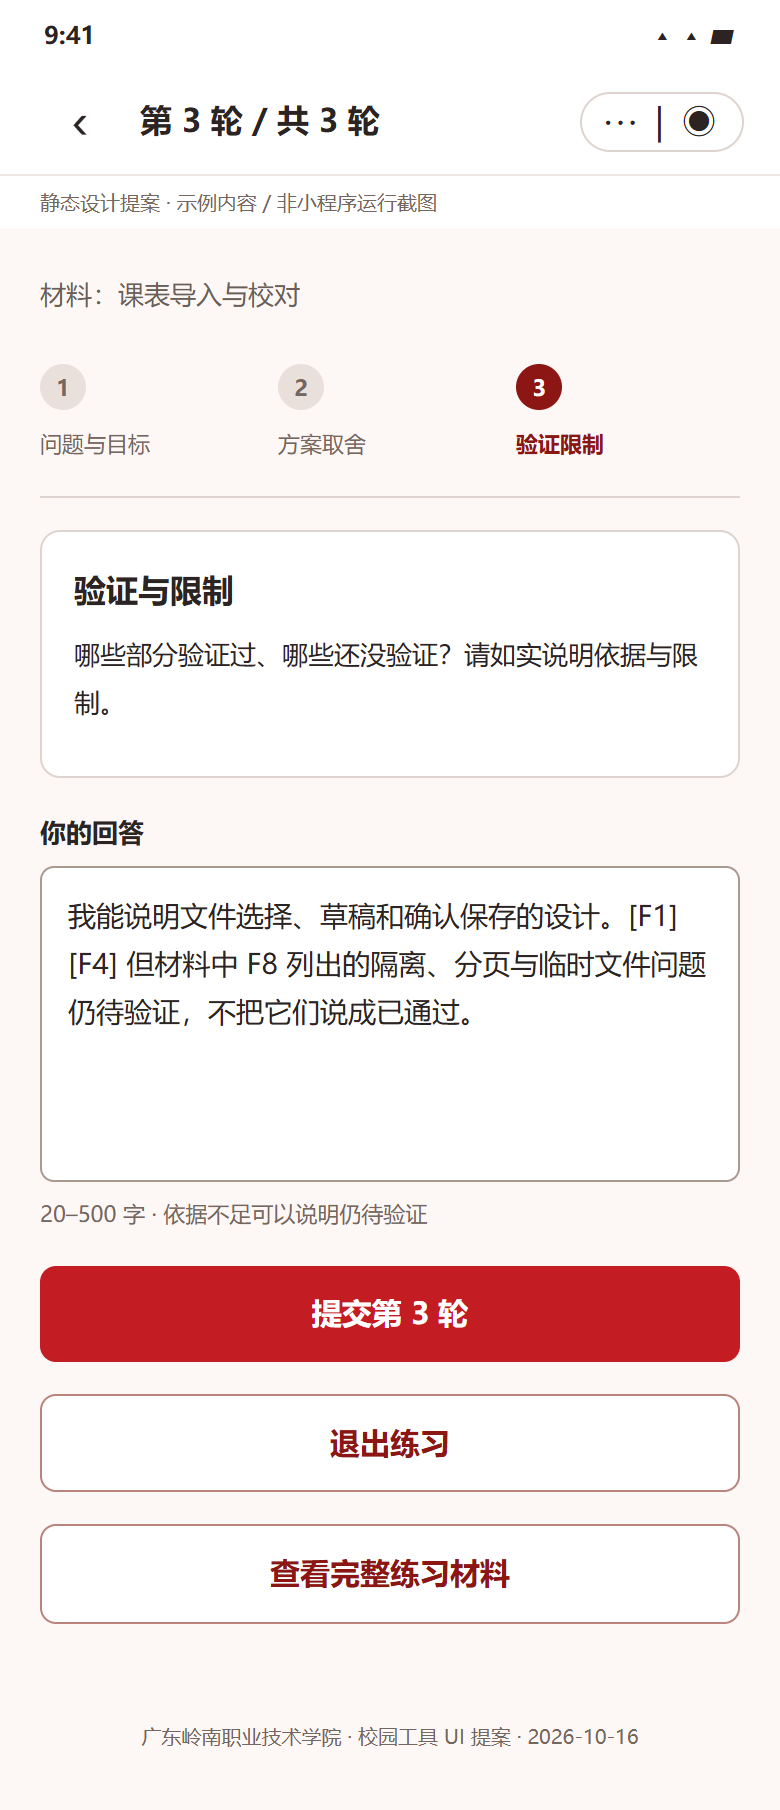 9:41
第 3 轮 / 共 3 轮
静态设计提案 · 示例内容 / 非小程序运行截图
材料：课表导入与校对
1
2
3
问题与目标
方案取舍
验证限制
验证与限制
哪些部分验证过、哪些还没验证？请如实说明依据与限
制。
你的回答
我能说明文件选择、草稿和确认保存的设计。[F1]
[F4] 但材料中 F8 列出的隔离、分页与临时文件问题
仍待验证，不把它们说成已通过。
20–500 字 · 依据不足可以说明仍待验证
提交第 3 轮
退出练习
查看完整练习材料
广东岭南职业技术学院 · 校园工具 UI 提案 · 2026-10-16